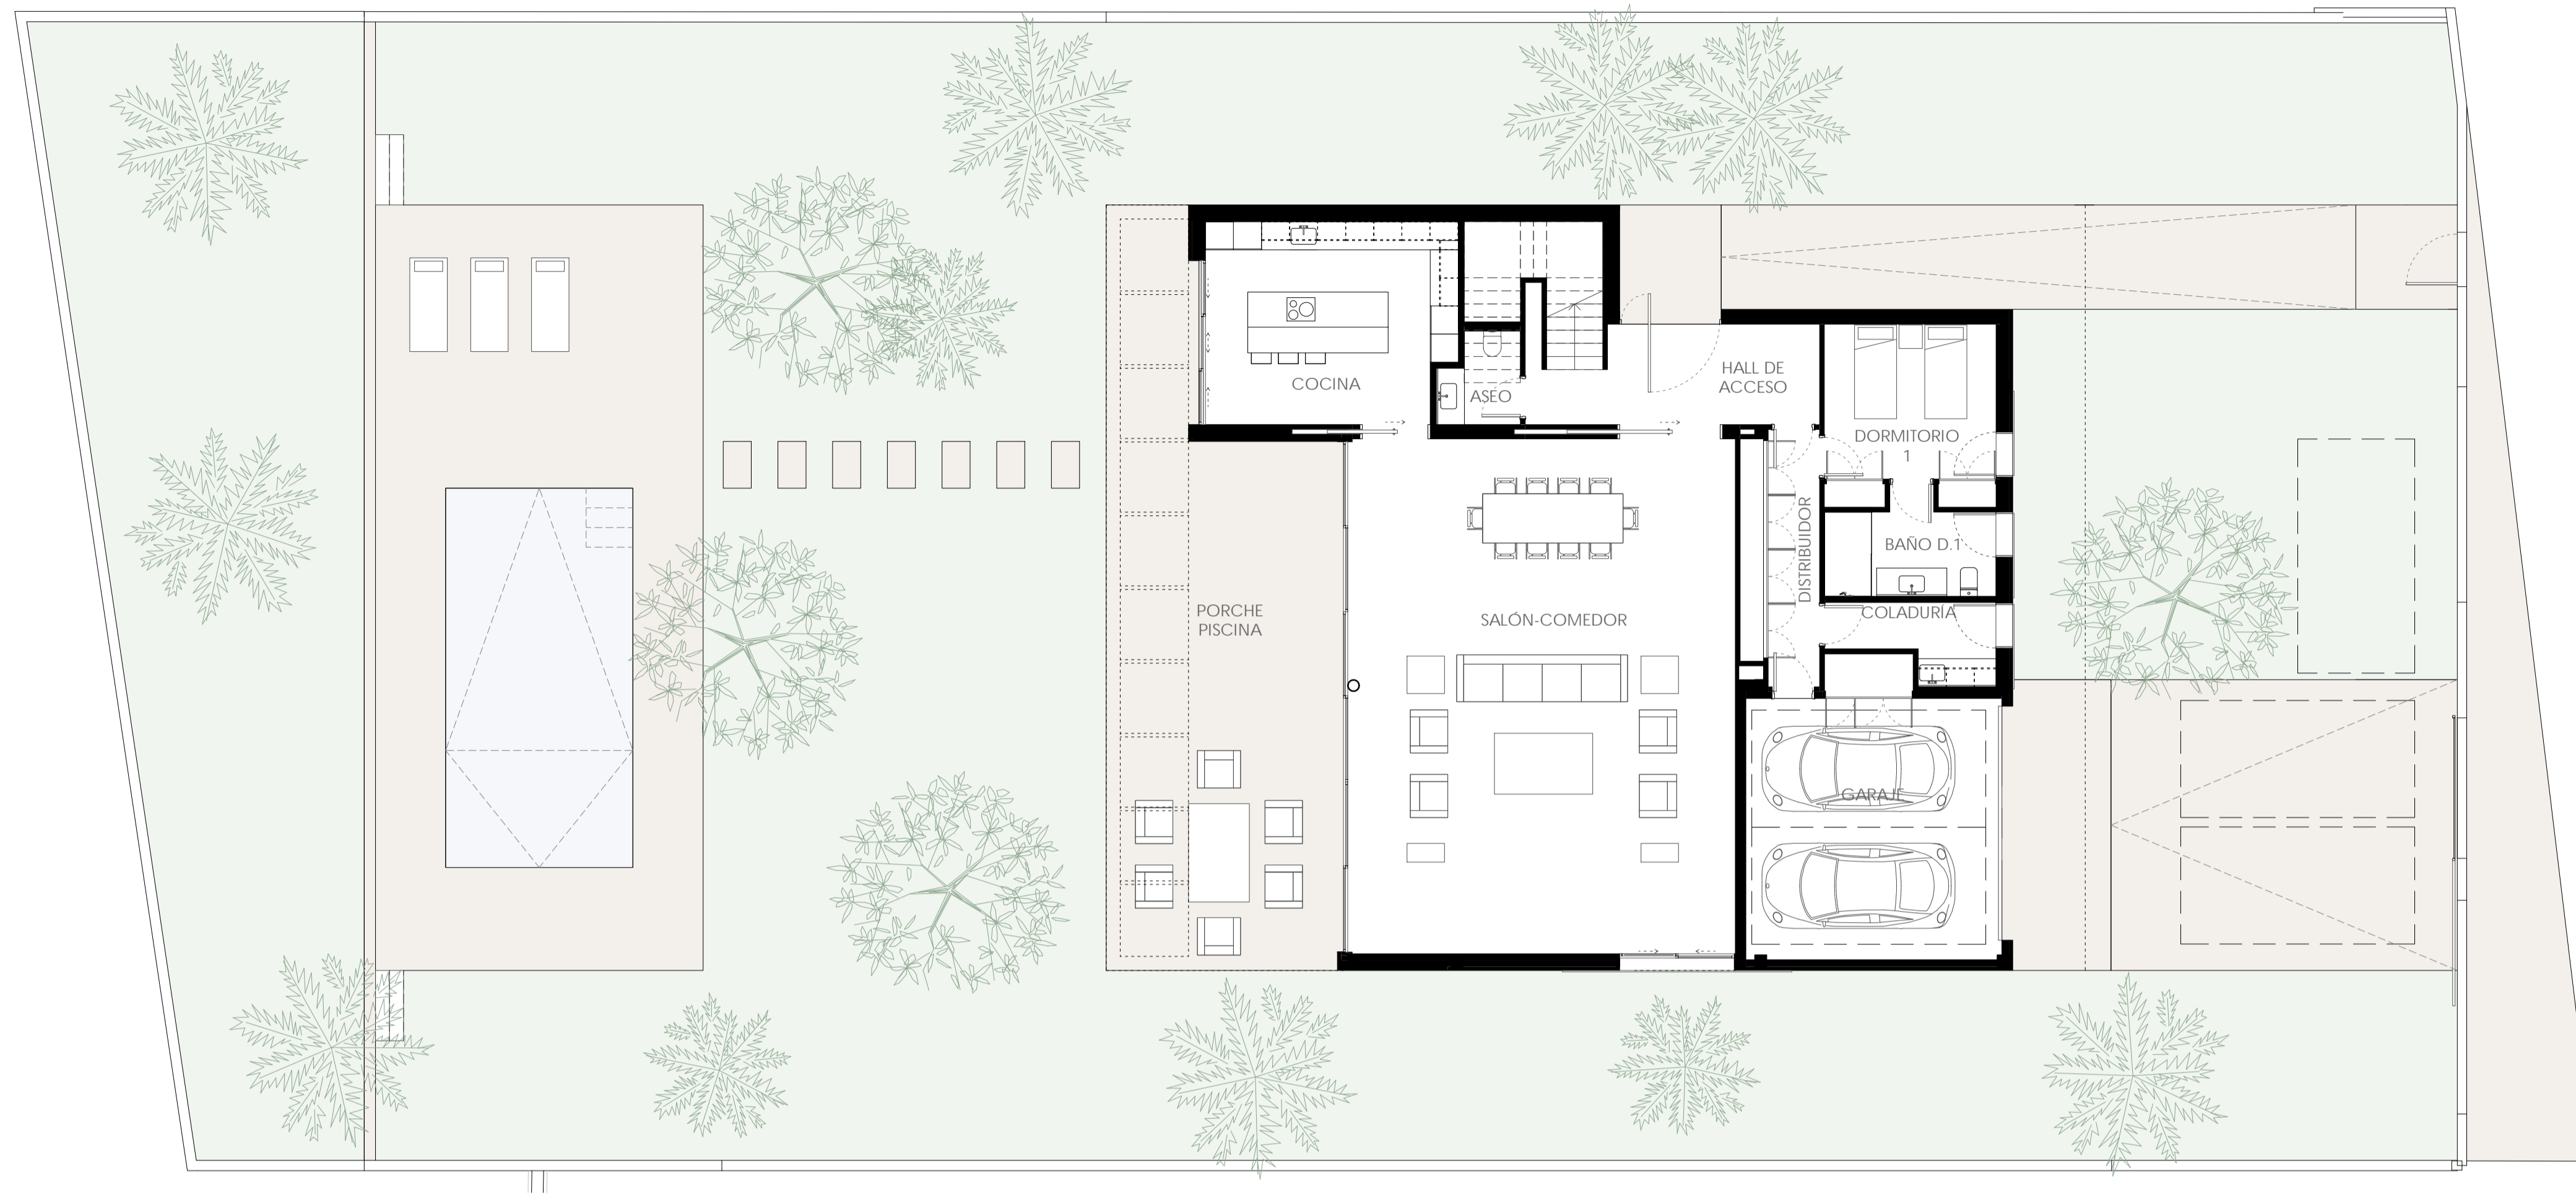 COCINA
ASEO
HALL DE
ACCESO
DORMITORIO
1
DISTRIBUIDOR
BAÑO D.1
PORCHE
PISCINA
SALÓN-COMEDOR
COLADURÍA
GARAJE